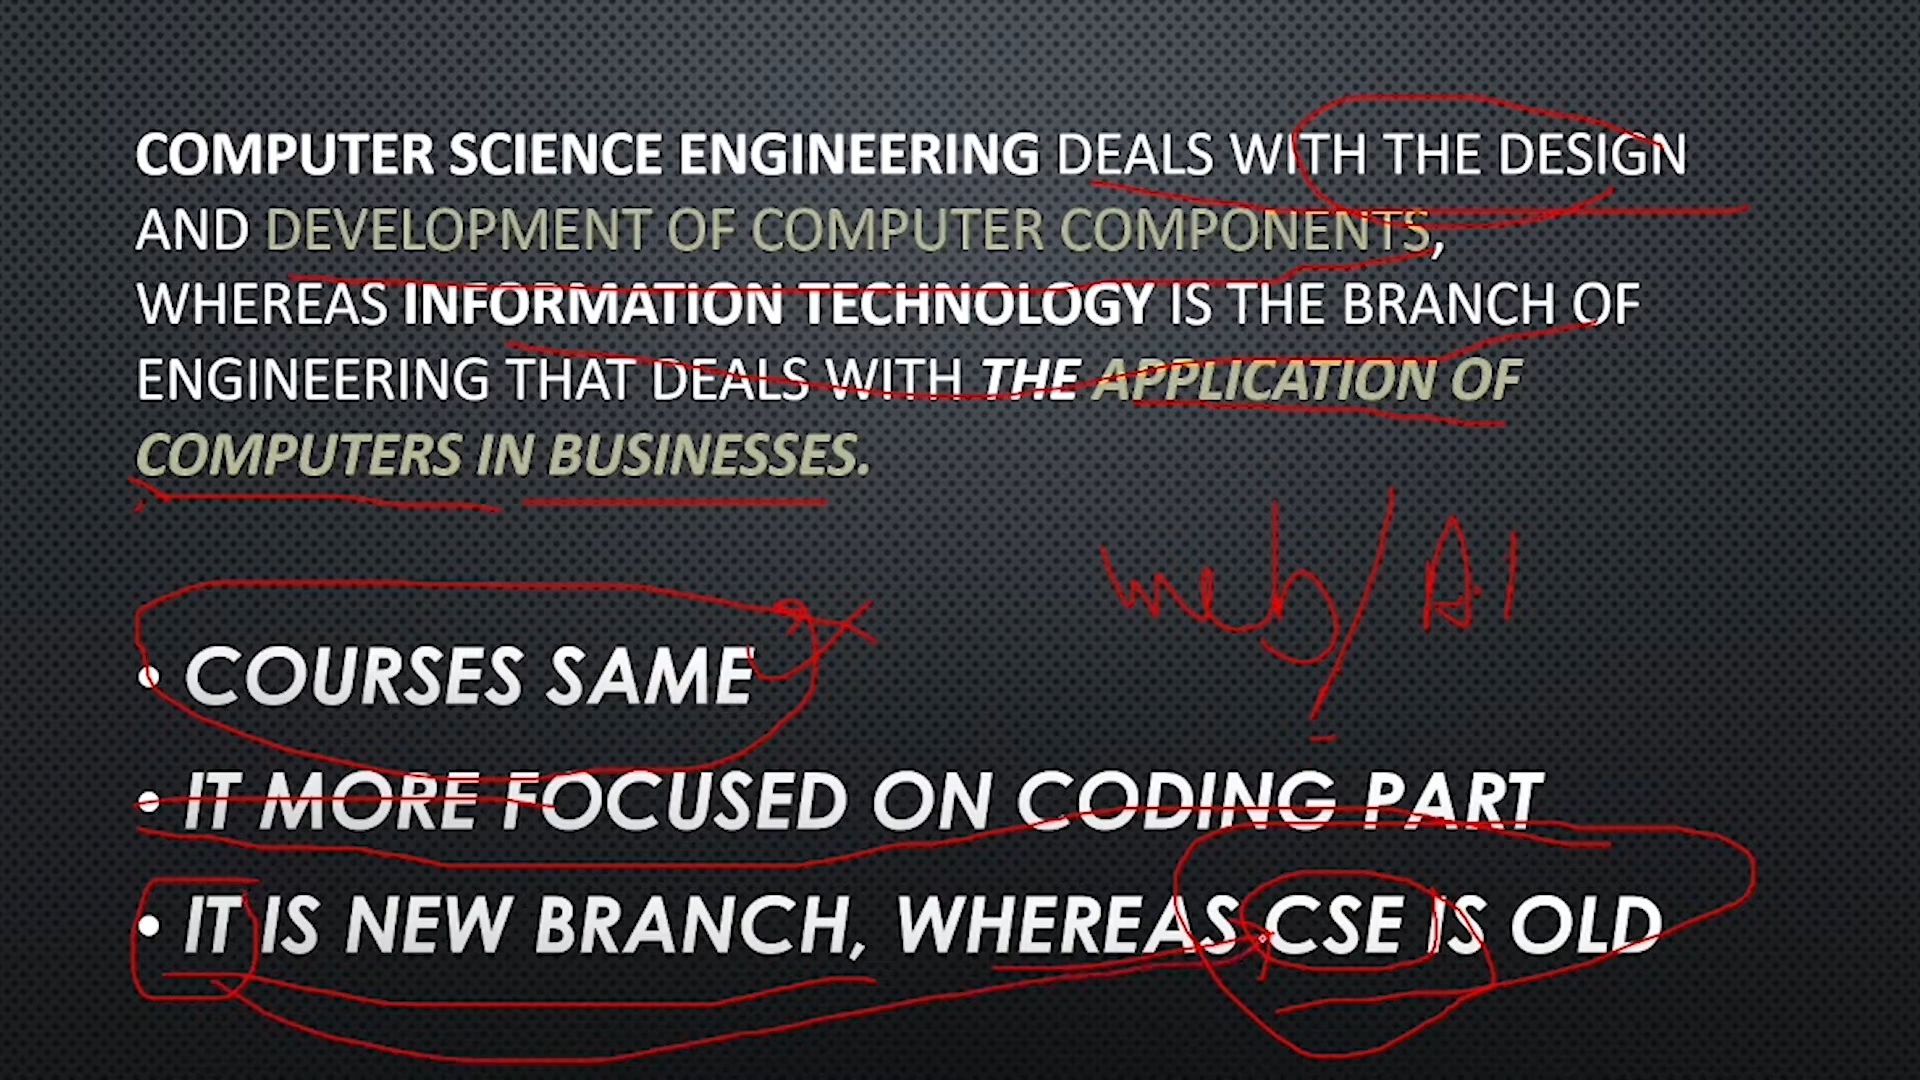 COMPUTER SCIENCE ENGINEERING DEALS WITH THE DESIGN
AND DEVELOPMENT OF COMPUTER COMPONENTS,
WHEREAS INFORMATION TECHNOLOGY IS THE BRANCH OF
ENGINEERING THAT DEALS WITH THE APPLICATION OF
COMPUTERS IN BUSINESSES.
web/A.I
• COURSES SAME
• IT MORE FOCUSED ON CODING PART
• IT IS NEW BRANCH, WHEREAS CSE IS OLD